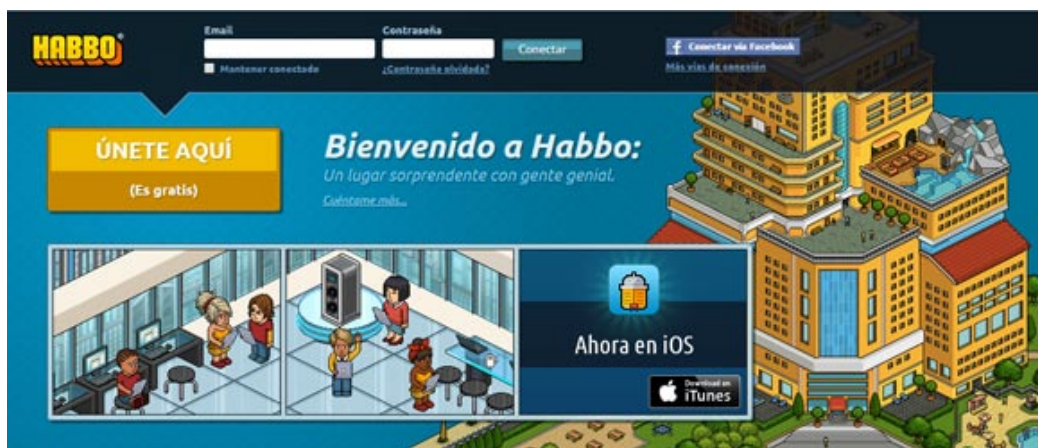 HABBO
Email
Contraseña
Conectar
Mantener conectado
¿Contraseña olvidada?
f Conectar vía Facebook
Más vías de conexión
ÚNETE AQUÍ
(Es gratis)
Bienvenido a Habbo:
Un lugar sorprendente con gente genial.
Cuéntame más...
Ahora en iOS
Download on
iTunes